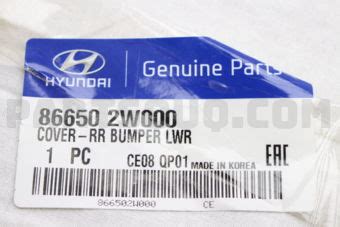 HYUNDAI
Genuine Parts
86650 2W000
COVER-RR BUMPER LWR
1 PC CE08 QP01 MADE IN KOREA EAC
866502W000 CE
PartSouq